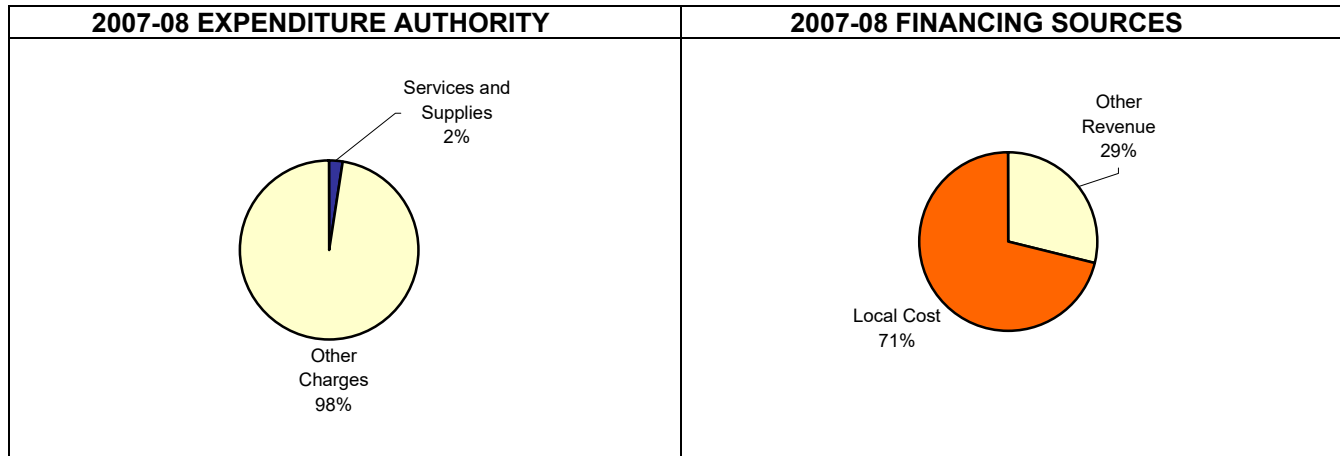 2007-08 EXPENDITURE AUTHORITY
Services and
Supplies
2%
Other
Charges
98%
2007-08 FINANCING SOURCES
Other
Revenue
29%
Local Cost
71%